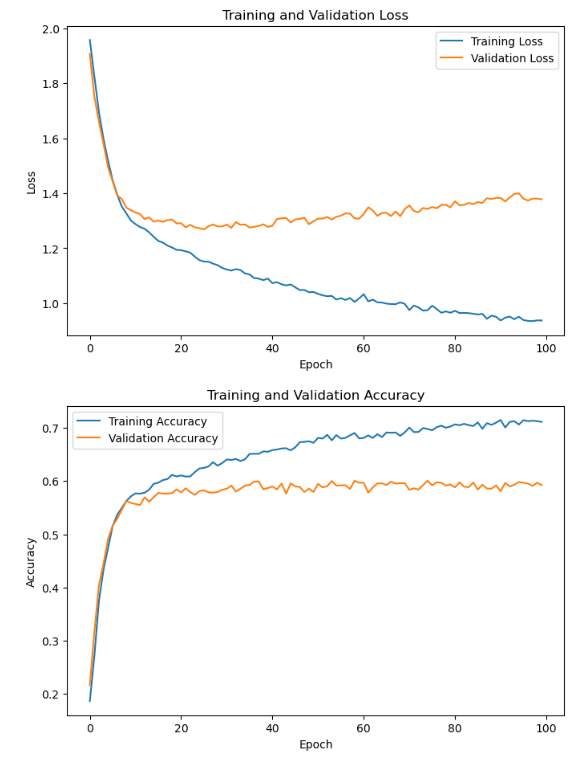 Training and Validation Loss
2.0
1.8
1.6
1.4
1.2
1.0
Loss
Training Loss
Validation Loss
0 20 40 60 80 100
Epoch
Training and Validation Accuracy
0.7
0.6
0.5
0.4
0.3
0.2
Accuracy
Training Accuracy
Validation Accuracy
0 20 40 60 80 100
Epoch